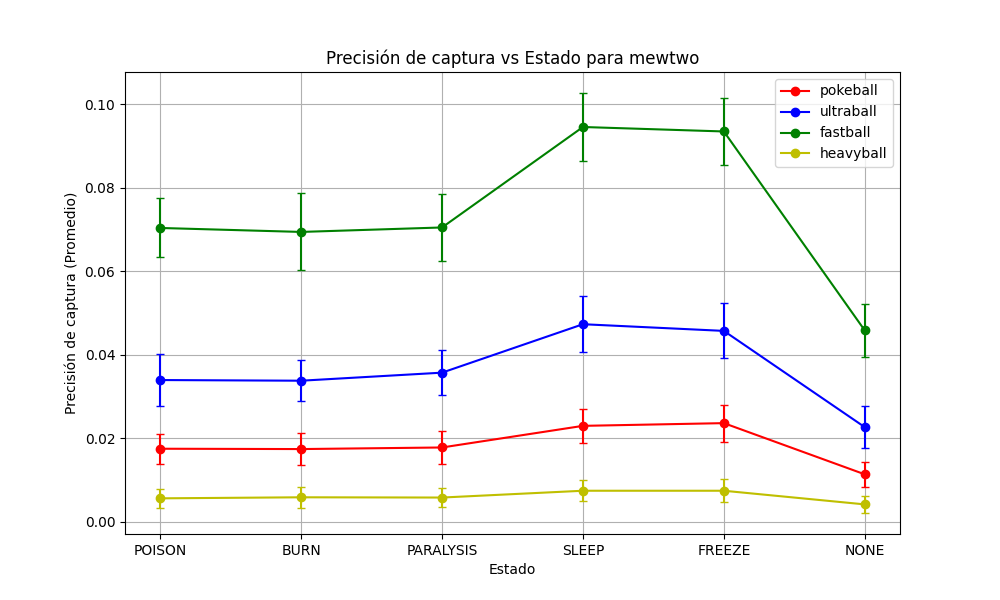 Precisión de captura vs Estado para mewtwo
pokeball
ultraball
fastball
heavyball
Precisión de captura (Promedio)
0.10
0.08
0.06
0.04
0.02
0.00
POISON BURN PARALYSIS SLEEP FREEZE NONE
Estado